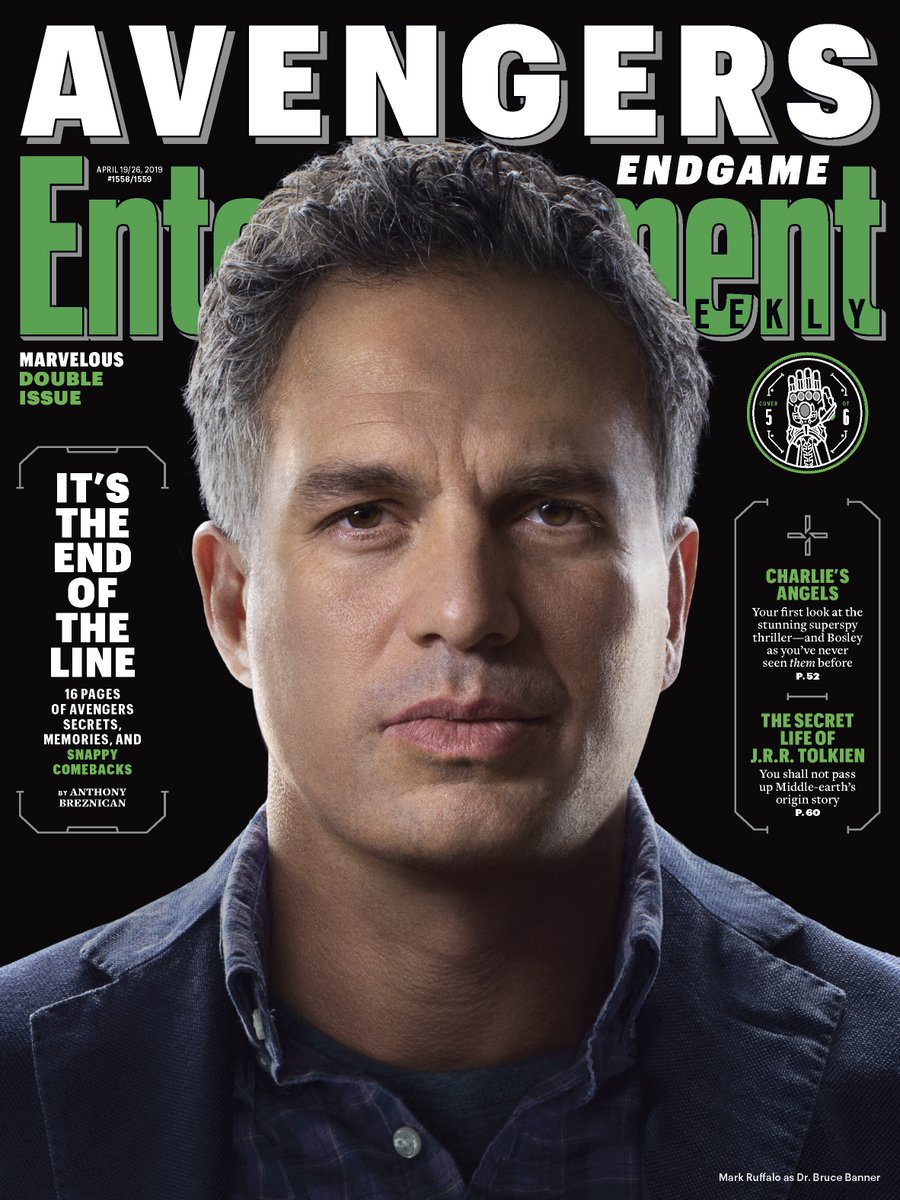 AVENGERS
ENDGAME
APRIL 19/26, 2019
#1558/1559
MARVELOUS
DOUBLE
ISSUE
COVER
5
OF
6
IT'S
THE
END
OF
THE
LINE
16 PAGES
OF AVENGERS
SECRETS,
MEMORIES, AND
SNAPPY
COMEBACKS
BY ANTHONY
BREZNICAN
CHARLIE'S
ANGELS
Your first look at the
stunning superspy
thriller—and Bosley
as you've never
seen them before
P. 52
THE SECRET
LIFE OF
J.R.R. TOLKIEN
You shall not pass
up Middle-earth's
origin story
P. 60
Mark Ruffalo as Dr. Bruce Banner